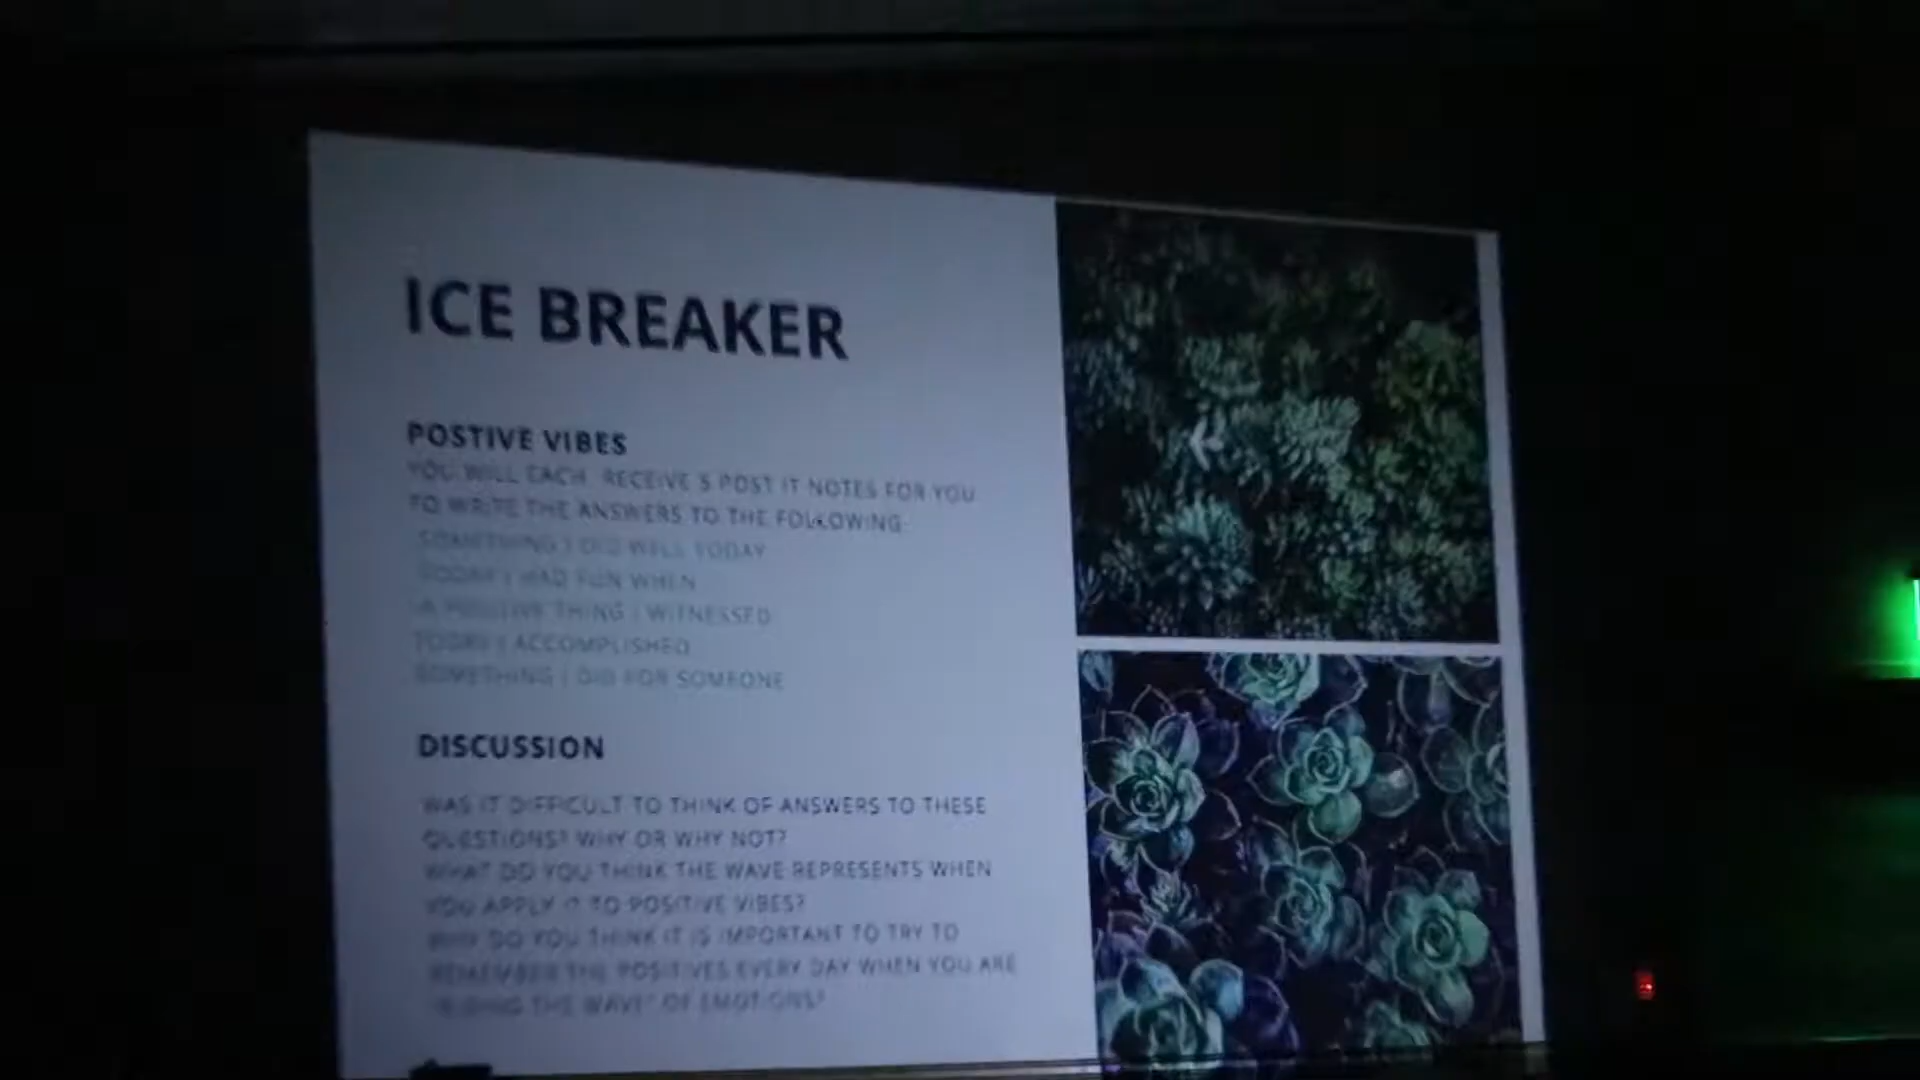 ICE BREAKER
POSTIVE VIBES
YOU WILL EACH RECEIVE 5 POST IT NOTES FOR YOU
TO WRITE THE ANSWERS TO THE FOLLOWING:
SOMETHING I DID WELL TODAY
TODAY I HAD FUN WHEN
A POSITIVE THING I WITNESSED
TODAY I ACCOMPLISHED
SOMETHING I DID FOR SOMEONE
DISCUSSION
WAS IT DIFFICULT TO THINK OF ANSWERS TO THESE
QUESTIONS? WHY OR WHY NOT?
WHAT DO YOU THINK THE WAVE REPRESENTS WHEN
YOU APPLY IT TO POSITIVE VIBES?
WHY DO YOU THINK IT IS IMPORTANT TO TRY TO
REMEMBER THE POSITIVES EVERY DAY WHEN YOU ARE
"RIDING THE WAVE" OF EMOTIONS?